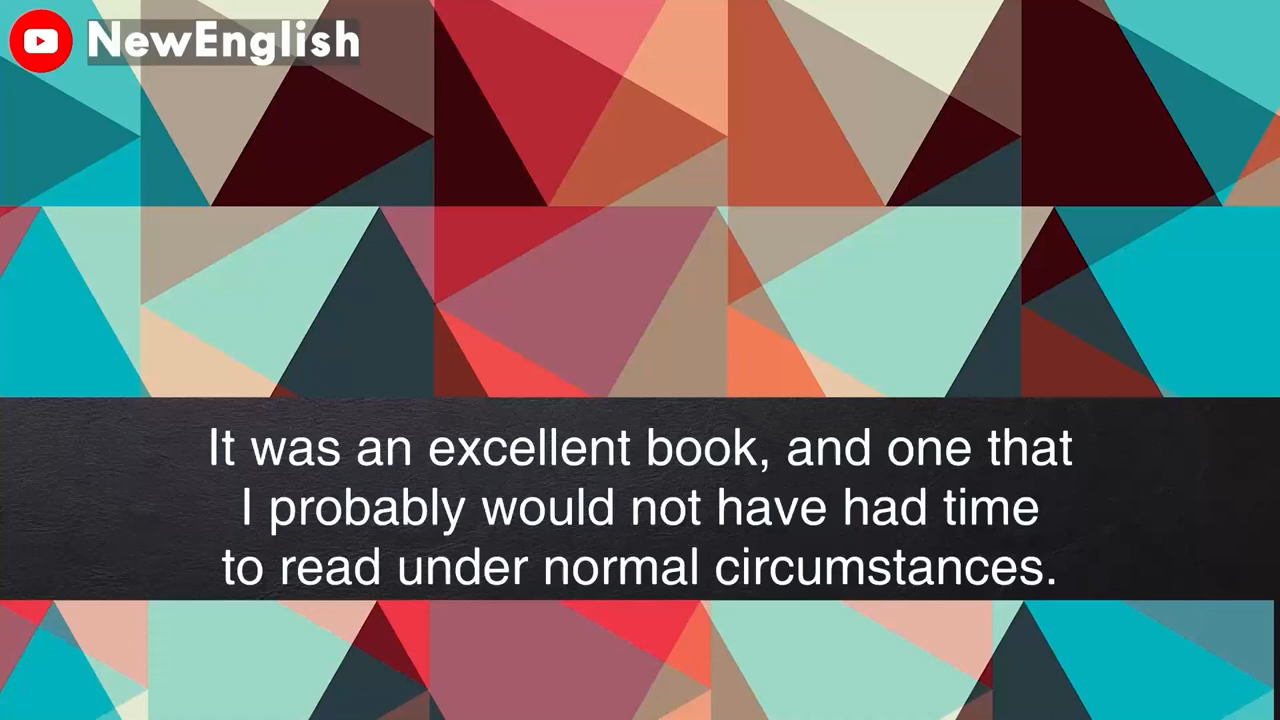 NewEnglish
It was an excellent book, and one that
I probably would not have had time
to read under normal circumstances.